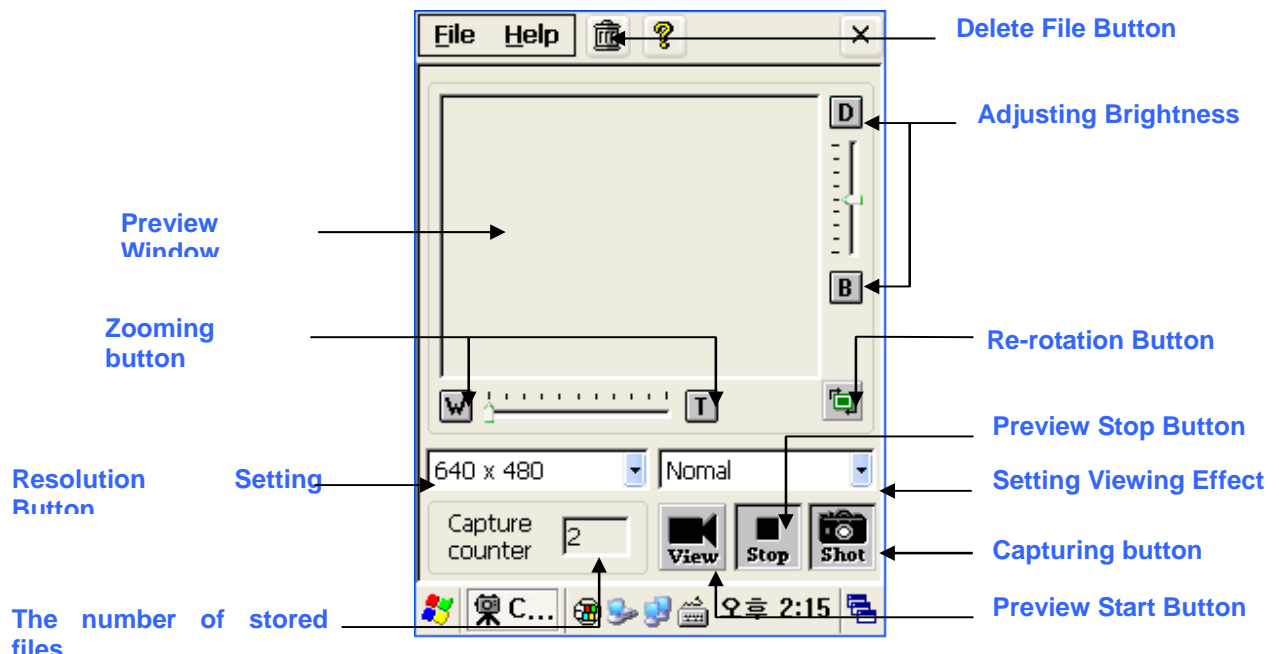 File Help
Delete File Button
D
Adjusting Brightness
Preview
Window
B
Zooming
button
Re-rotation Button
W
T
Preview Stop Button
640 x 480
Nomal
Resolution Setting
Button
Setting Viewing Effect
Capture
counter
2
View
Stop
Shot
Capturing button
Preview Start Button
C...
오후 2:15
The number of stored
files